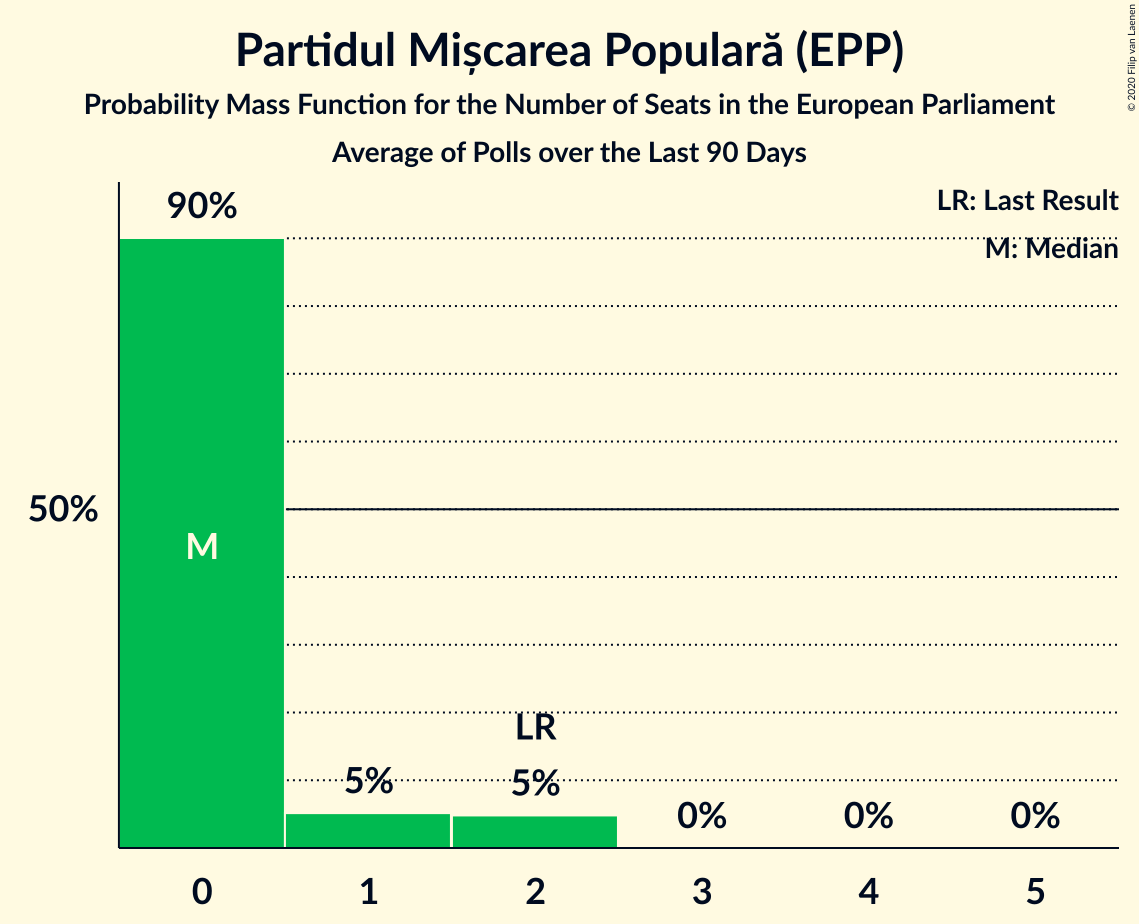 Partidul Mișcarea Populară (EPP)
Probability Mass Function for the Number of Seats in the European Parliament
Average of Polls over the Last 90 Days
© 2020 Filip van Laenen
LR: Last Result
M: Median
90%
50%
M
LR
5%
5%
0%
0%
0%
0
1
2
3
4
5